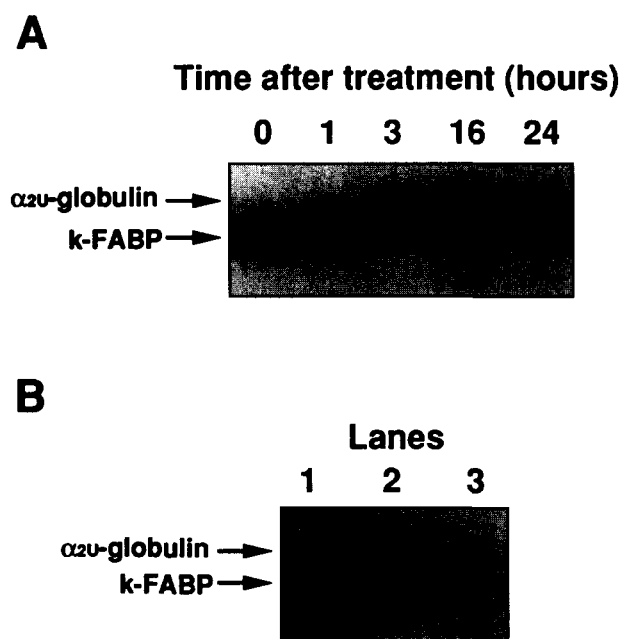 A
Time after treatment (hours)
0 1 3 16 24
α2U-globulin
k-FABP
B
Lanes
1 2 3
α2U-globulin
k-FABP